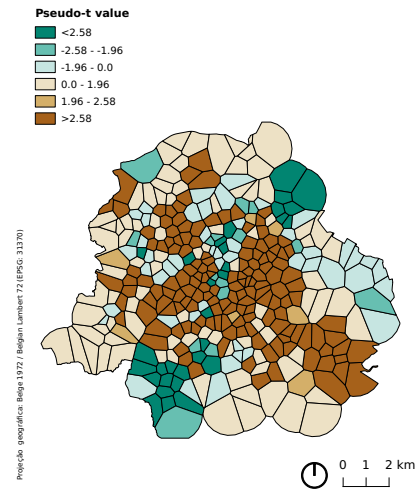 Pseudo-t value
<2.58
-2.58 - -1.96
-1.96 - 0.0
0.0 - 1.96
1.96 - 2.58
>2.58
Projeção geográfica: Belge 1972 / Belgian Lambert 72 (EPSG: 31370)
0 1 2 km